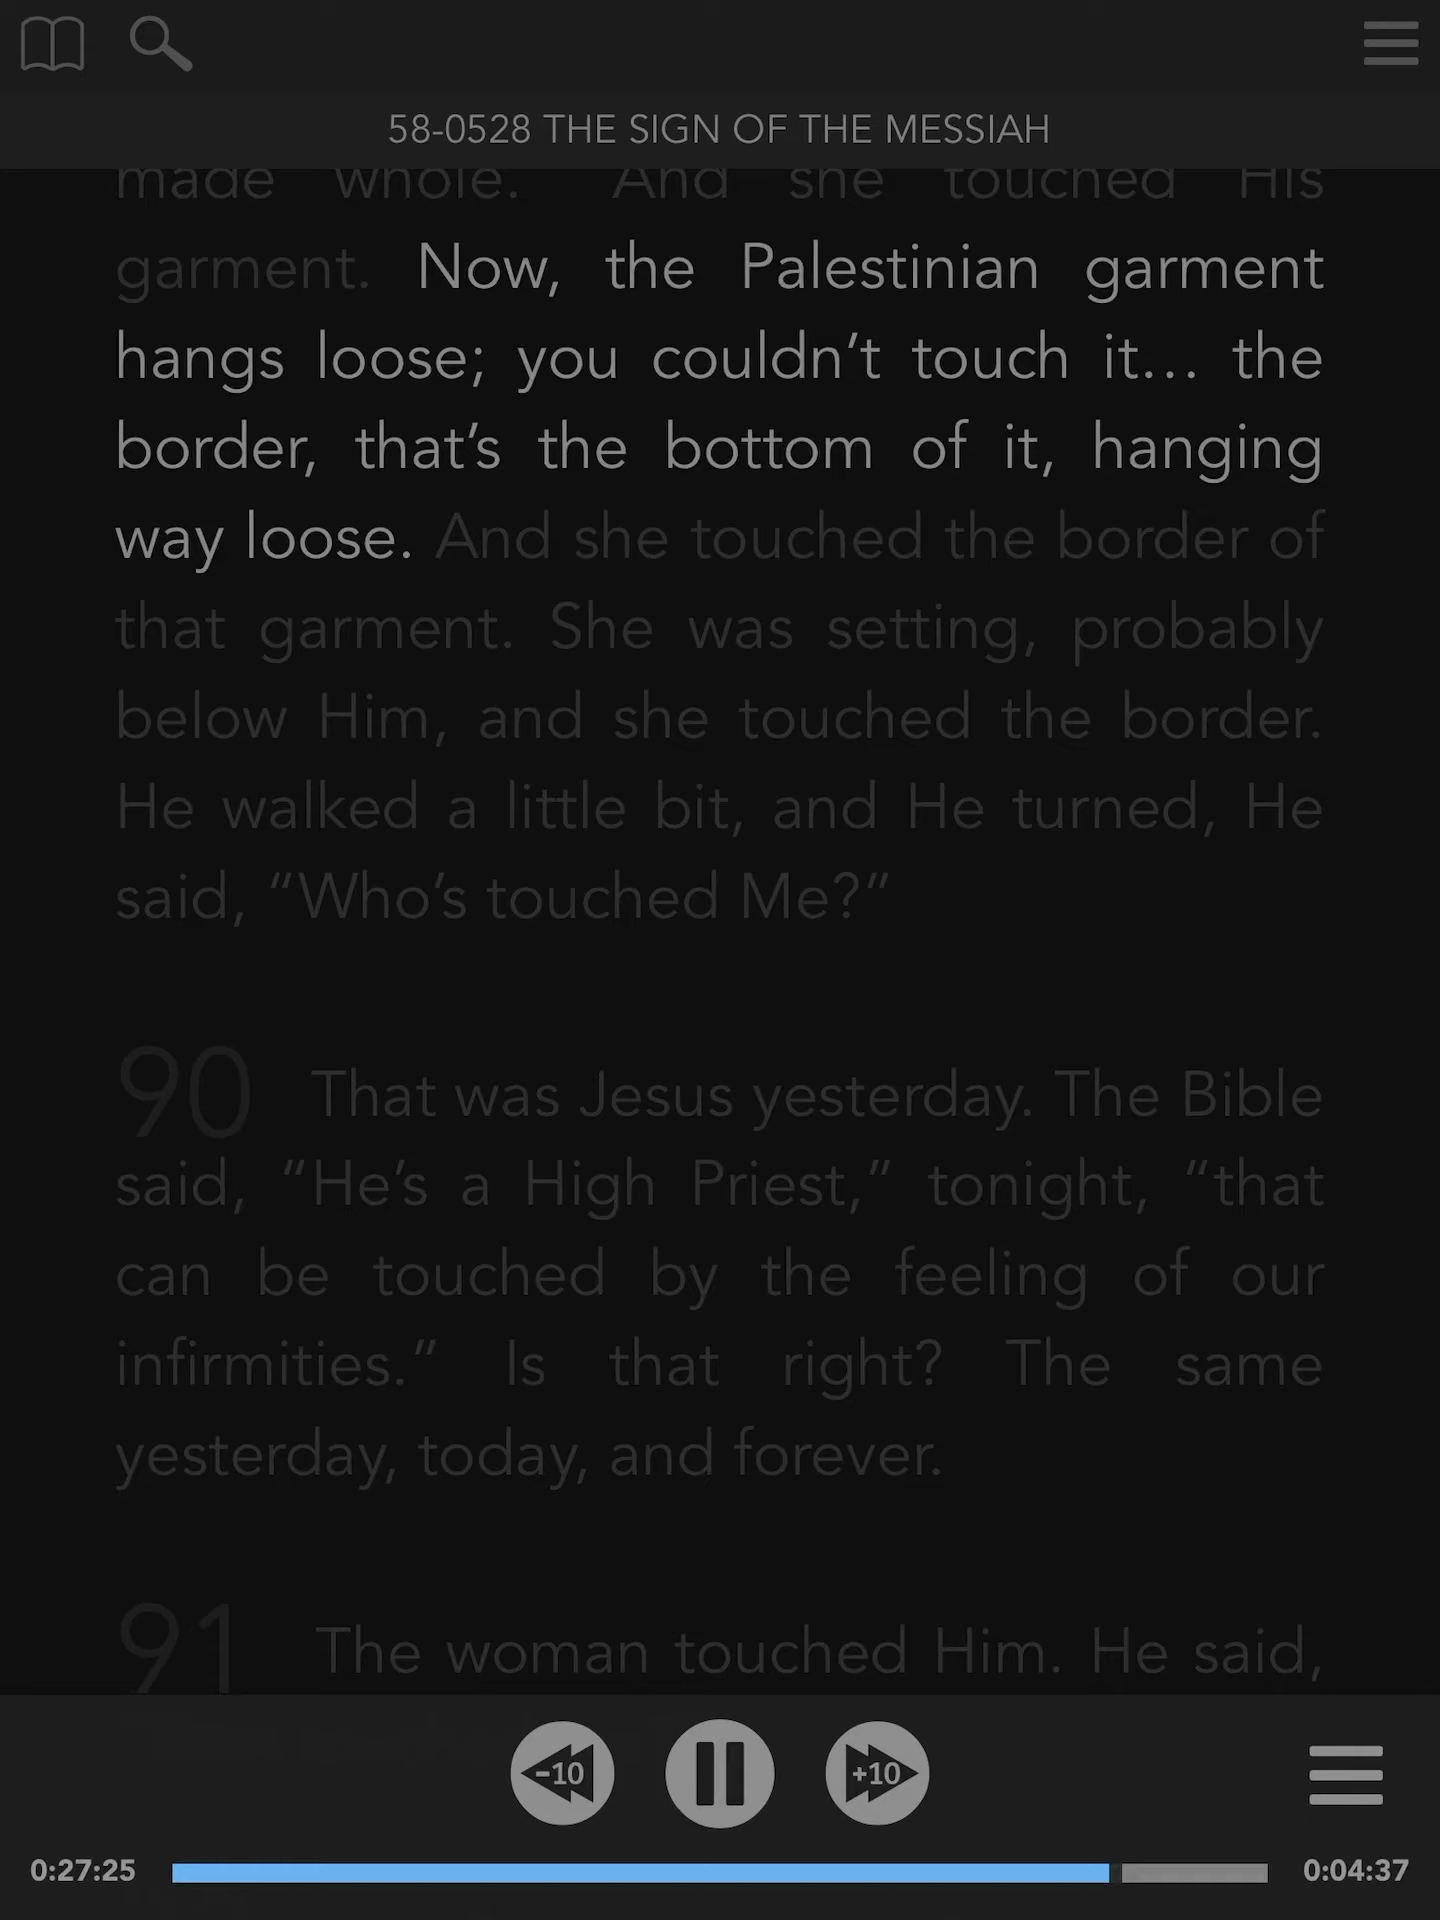 58-0528 THE SIGN OF THE MESSIAH
made whole.” And she touched His
garment. Now, the Palestinian garment
hangs loose; you couldn’t touch it… the
border, that’s the bottom of it, hanging
way loose. And she touched the border of
that garment. She was setting, probably
below Him, and she touched the border.
He walked a little bit, and He turned, He
said, “Who’s touched Me?”
90 That was Jesus yesterday. The Bible
said, “He’s a High Priest,” tonight, “that
can be touched by the feeling of our
infirmities.” Is that right? The same
yesterday, today, and forever.
91 The woman touched Him. He said,
-10 +10
0:27:25 0:04:37